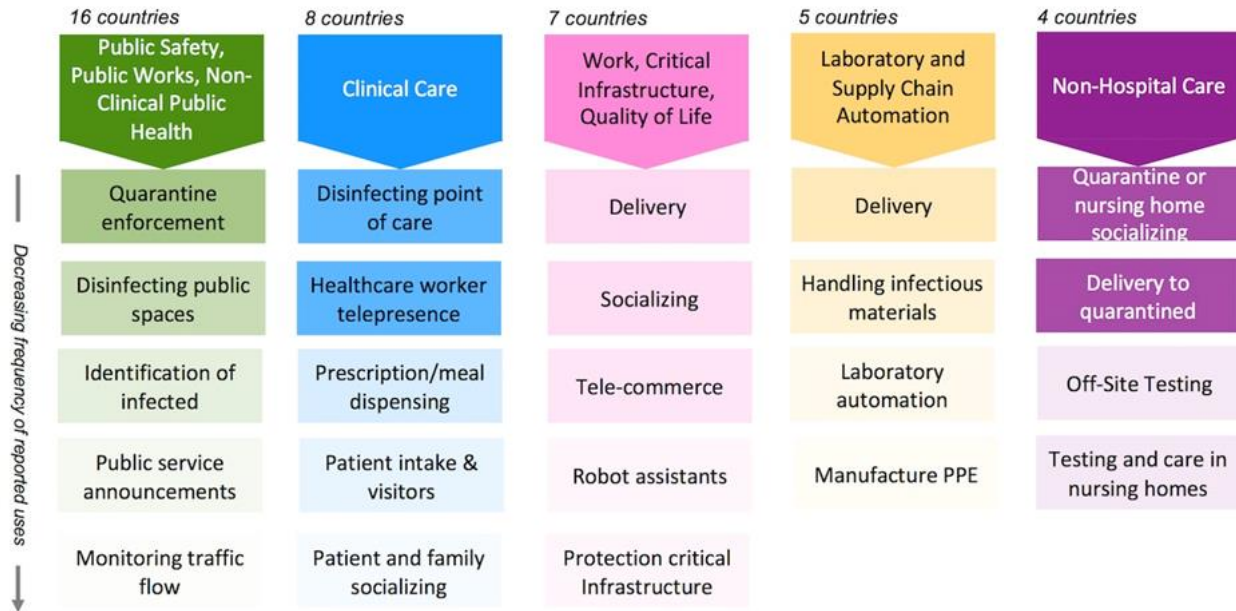 16 countries
8 countries
7 countries
5 countries
4 countries
Public Safety,
Public Works, Non-
Clinical Public
Health
Clinical Care
Work, Critical
Infrastructure,
Quality of Life
Laboratory and
Supply Chain
Automation
Non-Hospital Care
Decreasing frequency of reported uses
Quarantine
enforcement
Disinfecting public
spaces
Identification of
infected
Public service
announcements
Monitoring traffic
flow
Disinfecting point
of care
Healthcare worker
telepresence
Prescription/meal
dispensing
Patient intake &
visitors
Patient and family
socializing
Delivery
Socializing
Tele-commerce
Robot assistants
Protection critical
Infrastructure
Delivery
Handling infectious
materials
Laboratory
automation
Manufacture PPE
Quarantine or
nursing home
socializing
Delivery to
quarantined
Off-Site Testing
Testing and care in
nursing homes